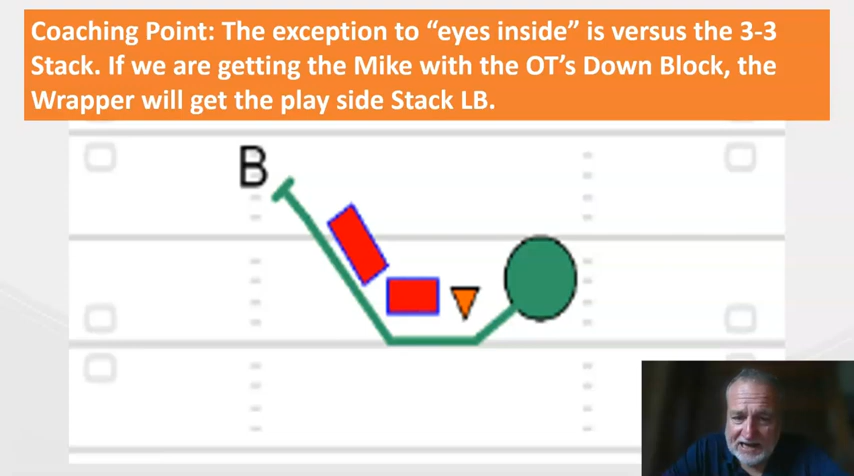 Coaching Point: The exception to “eyes inside” is versus the 3-3
Stack. If we are getting the Mike with the OT’s Down Block, the
Wrapper will get the play side Stack LB.
B